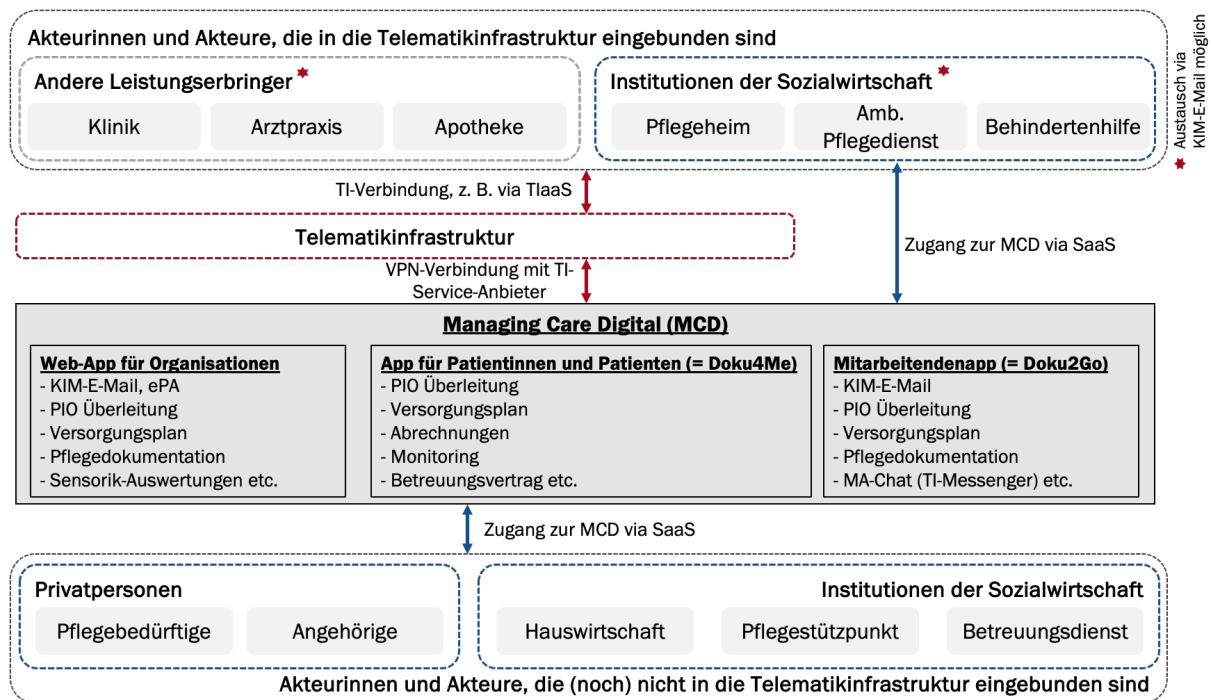 Akteurinnen und Akteure, die in die Telematikinfrastruktur eingebunden sind
Andere Leistungserbringer
Klinik
Arztpraxis
Apotheke
Institutionen der Sozialwirtschaft
Pflegeheim
Amb.
Pflegedienst
Behindertenhilfe
Austausch via
KIM-E-Mail möglich
TI-Verbindung, z. B. via TIaaS
Telematikinfrastruktur
Zugang zur MCD via SaaS
VPN-Verbindung mit TI-
Service-Anbieter
Managing Care Digital (MCD)
Web-App für Organisationen
- KIM-E-Mail, ePA
- PIO Überleitung
- Versorgungsplan
- Pflegedokumentation
- Sensorik-Auswertungen etc.
App für Patientinnen und Patienten (= Doku4Me)
- PIO Überleitung
- Versorgungsplan
- Abrechnungen
- Monitoring
- Betreuungsvertrag etc.
Mitarbeitendenapp (= Doku2Go)
- KIM-E-Mail
- PIO Überleitung
- Versorgungsplan
- Pflegedokumentation
- MA-Chat (TI-Messenger) etc.
Zugang zur MCD via SaaS
Privatpersonen
Pflegebedürftige
Angehörige
Institutionen der Sozialwirtschaft
Hauswirtschaft
Pflegestützpunkt
Betreuungsdienst
Akteurinnen und Akteure, die (noch) nicht in die Telematikinfrastruktur eingebunden sind